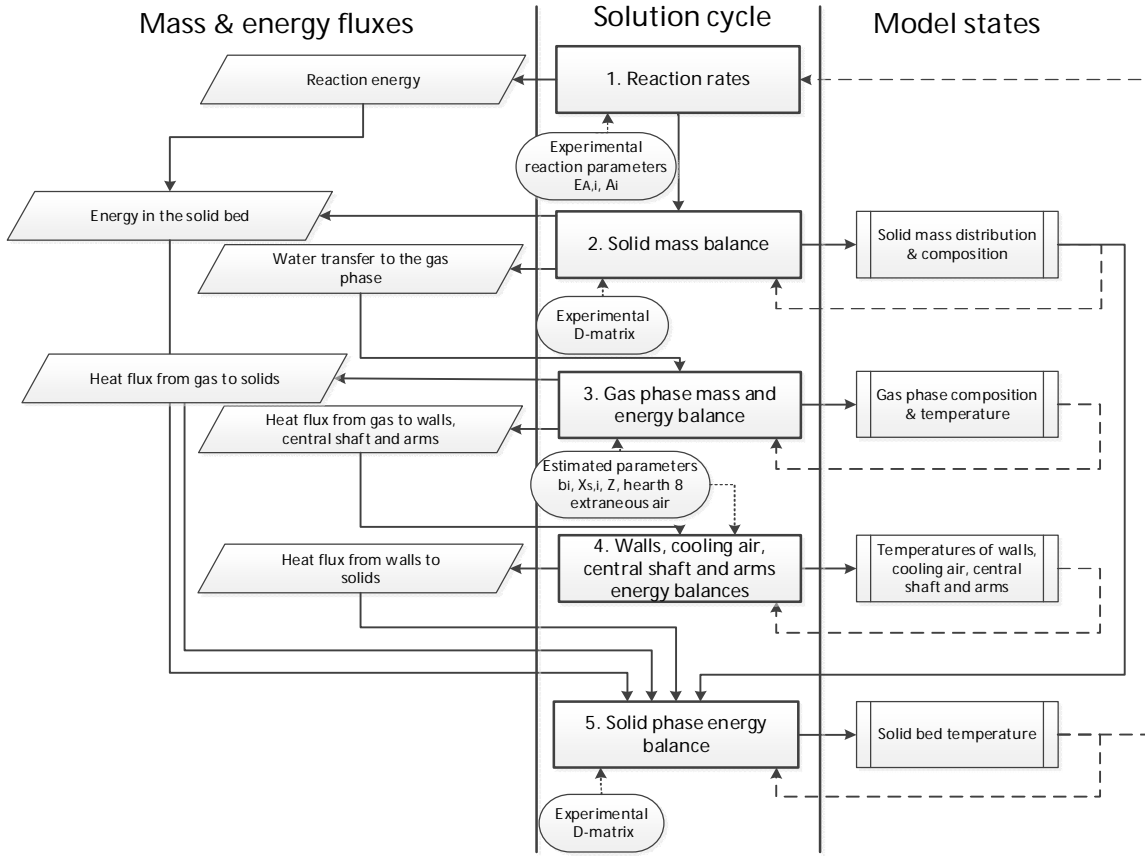 Mass & energy fluxes
Solution cycle
Model states
Reaction energy
1. Reaction rates
Experimental
reaction parameters
EA,i, Ai
Energy in the solid bed
2. Solid mass balance
Solid mass distribution
& composition
Water transfer to the gas
phase
Experimental
D-matrix
Heat flux from gas to solids
3. Gas phase mass and
energy balance
Gas phase composition
& temperature
Heat flux from gas to walls,
central shaft and arms
Estimated parameters
bi, Xs,i, Z, hearth 8
extraneous air
Heat flux from walls to
solids
4. Walls, cooling air,
central shaft and arms
energy balances
Temperatures of walls,
cooling air, central
shaft and arms
5. Solid phase energy
balance
Solid bed temperature
Experimental
D-matrix